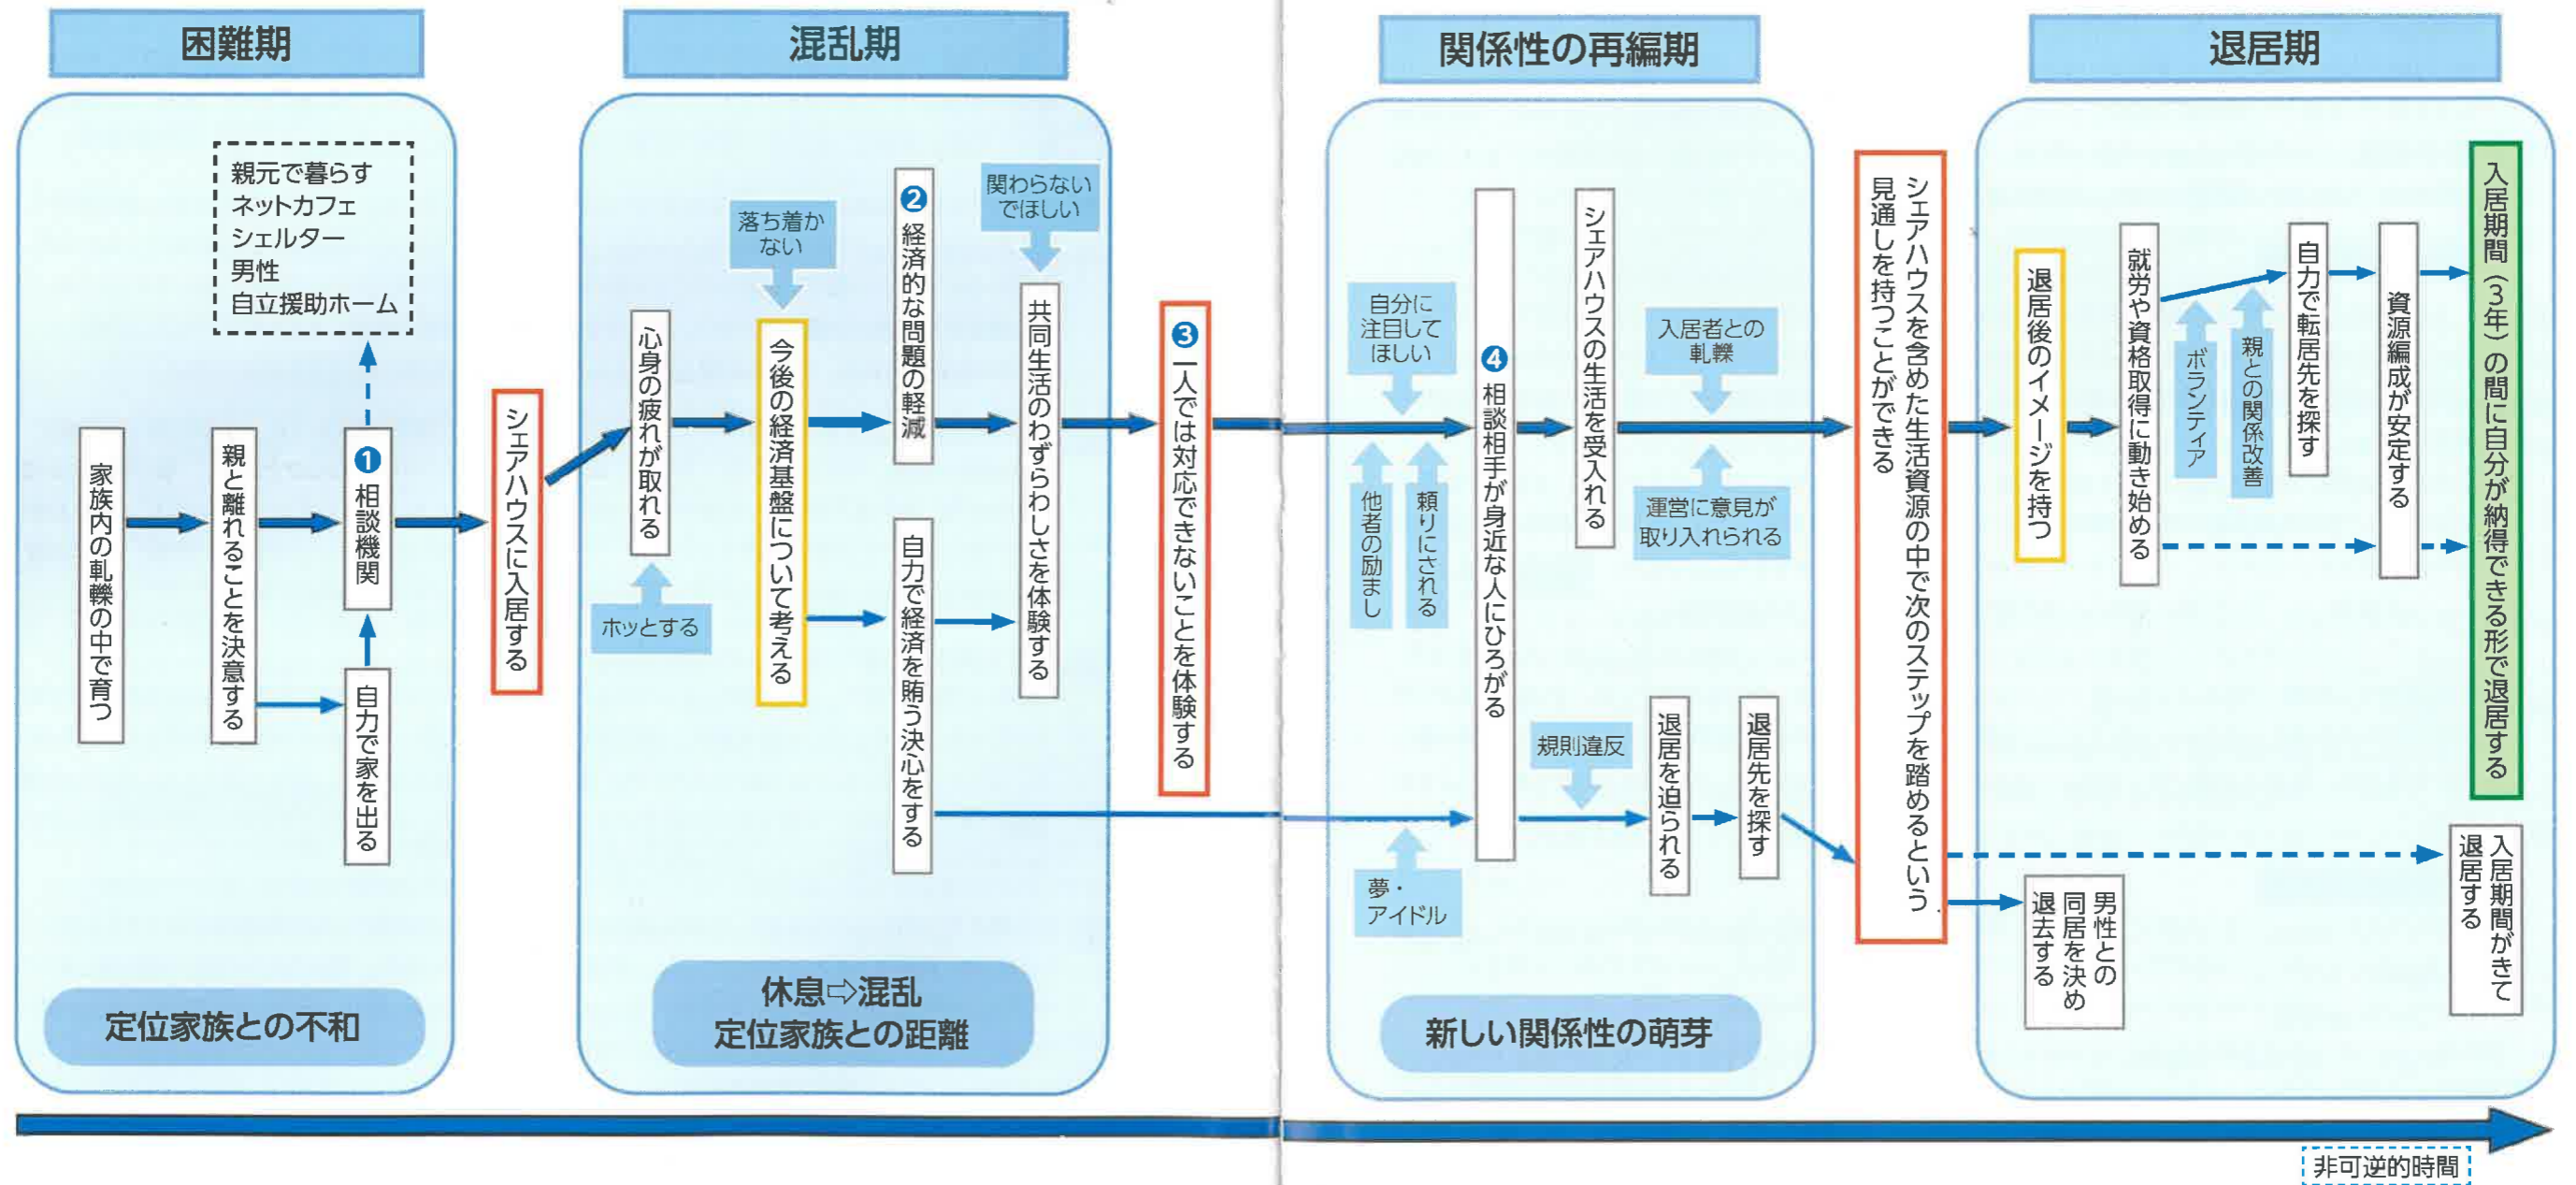 困難期
混乱期
関係性の再編期
退居期
親元で暮らす
ネットカフェ
シェルター
男性
自立援助ホーム
家族内の軋轢の中で育つ
親と離れることを決意する
❶相談機関
自力で家を出る
定位家族との不和
シェアハウスに入居する
心身の疲れが取れる
ホッとする
落ち着か
ない
今後の経済基盤について考える
❷経済的な問題の軽減
自力で経済を賄う決心をする
関わらない
でほしい
共同生活のわずらわしさを体験する
休息⇨混乱
定位家族との距離
❸一人では対応できないことを体験する
自分に
注目して
ほしい
他者の励まし
頼りにされる
夢・
アイドル
❹相談相手が身近な人にひろがる
シェアハウスの生活を受入れる
入居者との
軋轢
運営に意見が
取り入れられる
規則違反
退居を迫られる
退居先を探す
新しい関係性の萌芽
シェアハウスを含めた生活資源の中で次のステップを踏めるという
見通しを持つことができる
退居後のイメージを持つ
就労や資格取得に動き始める
ボランティア
親との関係改善
自力で転居先を探す
資源編成が安定する
入居期間（3年）の間に自分が納得できる形で退居する
男性との
同居を決め
退去する
入居期間がきて
退居する
非可逆的時間